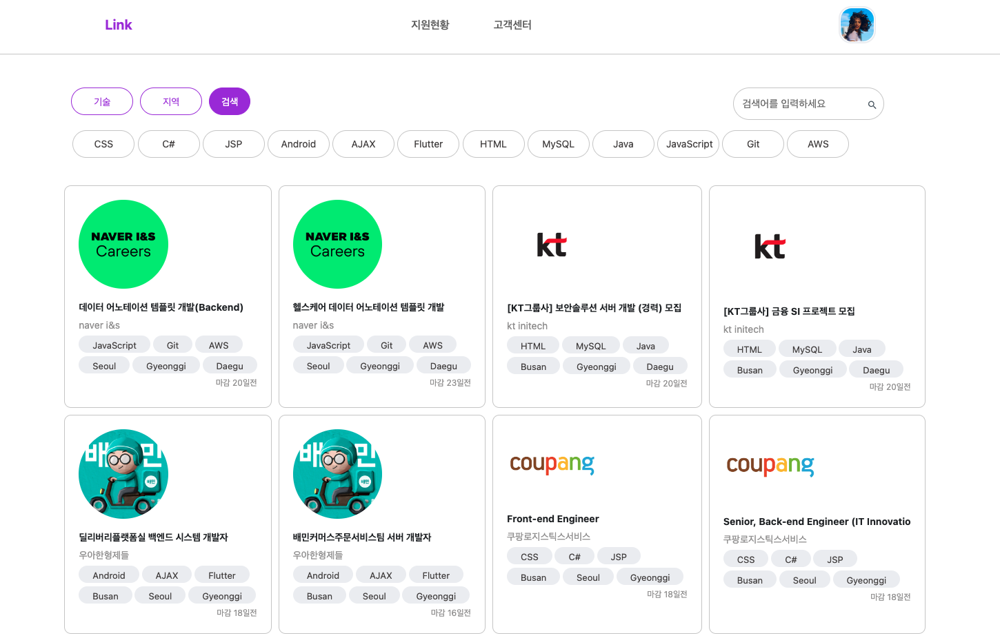 Link
지원현황 고객센터
기술 지역 검색
검색어를 입력하세요
CSS C# JSP Android AJAX Flutter HTML MySQL Java JavaScript Git AWS
NAVER I&S
Careers
데이터 어노테이션 템플릿 개발(Backend)
naver i&s
JavaScript Git AWS
Seoul Gyeonggi Daegu
마감 20일전
NAVER I&S
Careers
헬스케어 데이터 어노테이션 템플릿 개발
naver i&s
JavaScript Git AWS
Seoul Gyeonggi Daegu
마감 23일전
kt
[KT그룹사] 보안솔루션 서버 개발 (경력) 모집
kt initech
HTML MySQL Java
Busan Gyeonggi Daegu
마감 20일전
kt
[KT그룹사] 금융 SI 프로젝트 모집
kt initech
HTML MySQL Java
Busan Gyeonggi Daegu
마감 20일전
배민
배민
딜리버리플랫폼실 백엔드 시스템 개발자
우아한형제들
Android AJAX Flutter
Busan Seoul Gyeonggi
마감 18일전
배민
배민
배민커머스주문서비스팀 서버 개발자
우아한형제들
Android AJAX Flutter
Busan Seoul Gyeonggi
마감 16일전
coupang
Front-end Engineer
쿠팡로지스틱스서비스
CSS C# JSP
Busan Seoul Gyeonggi
마감 18일전
coupang
Senior, Back-end Engineer (IT Innovatio
쿠팡로지스틱스서비스
CSS C# JSP
Busan Seoul Gyeonggi
마감 18일전